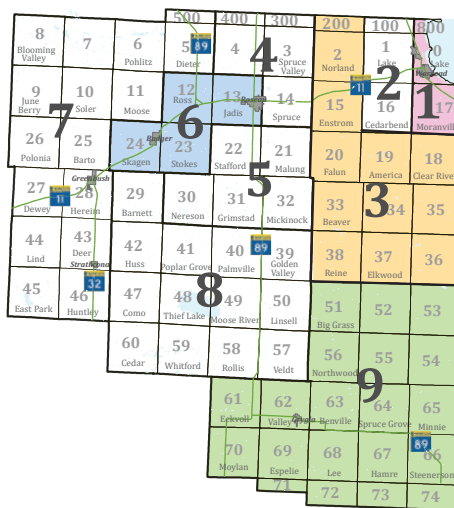 500 400 300 200 100 800
8 Blooming Valley
7
6 Pohlitz
5 Dieter
89
4
4
3 Spruce Valley
2 Norland
1 Lake
2
0 Lake
Warroad
9 June Berry
10 Soler
11 Moose
12 Ross
13 Jadis
Roseau
14 Spruce
11
15 Enstrom
16 Cedarbend
1
17 Moranville
7
6
26 Polonia
25 Barto
24 Skagen
Badger
23 Stokes
22 Stafford
21 Malung
20 Falun
19 America
18 Clear River
5
3
27 Dewey
11
Greenbush
28 Hereim
29 Barnett
30 Nereson
31 Grimstad
32 Mickinock
33 Beaver
34
35
44 Lind
43 Deer
Strathcona
42 Huss
41 Poplar Grove
40 Palmville
89
39 Golden Valley
38 Reine
37 Elkwood
36
45 East Park
46 Huntley
32
47 Como
48 Thief Lake
8
49 Moose River
50 Linsell
51 Big Grass
52
53
60 Cedar
59 Whitford
58 Rollis
57 Veldt
56 Northwood
55
54
9
61 Eckvoll
62 Valley
Grygla
63 Benville
64 Spruce Grove
65 Minnie
89
70 Moylan
69 Espelie
68 Lee
67 Hamre
66 Steenerson
71
72
73
74